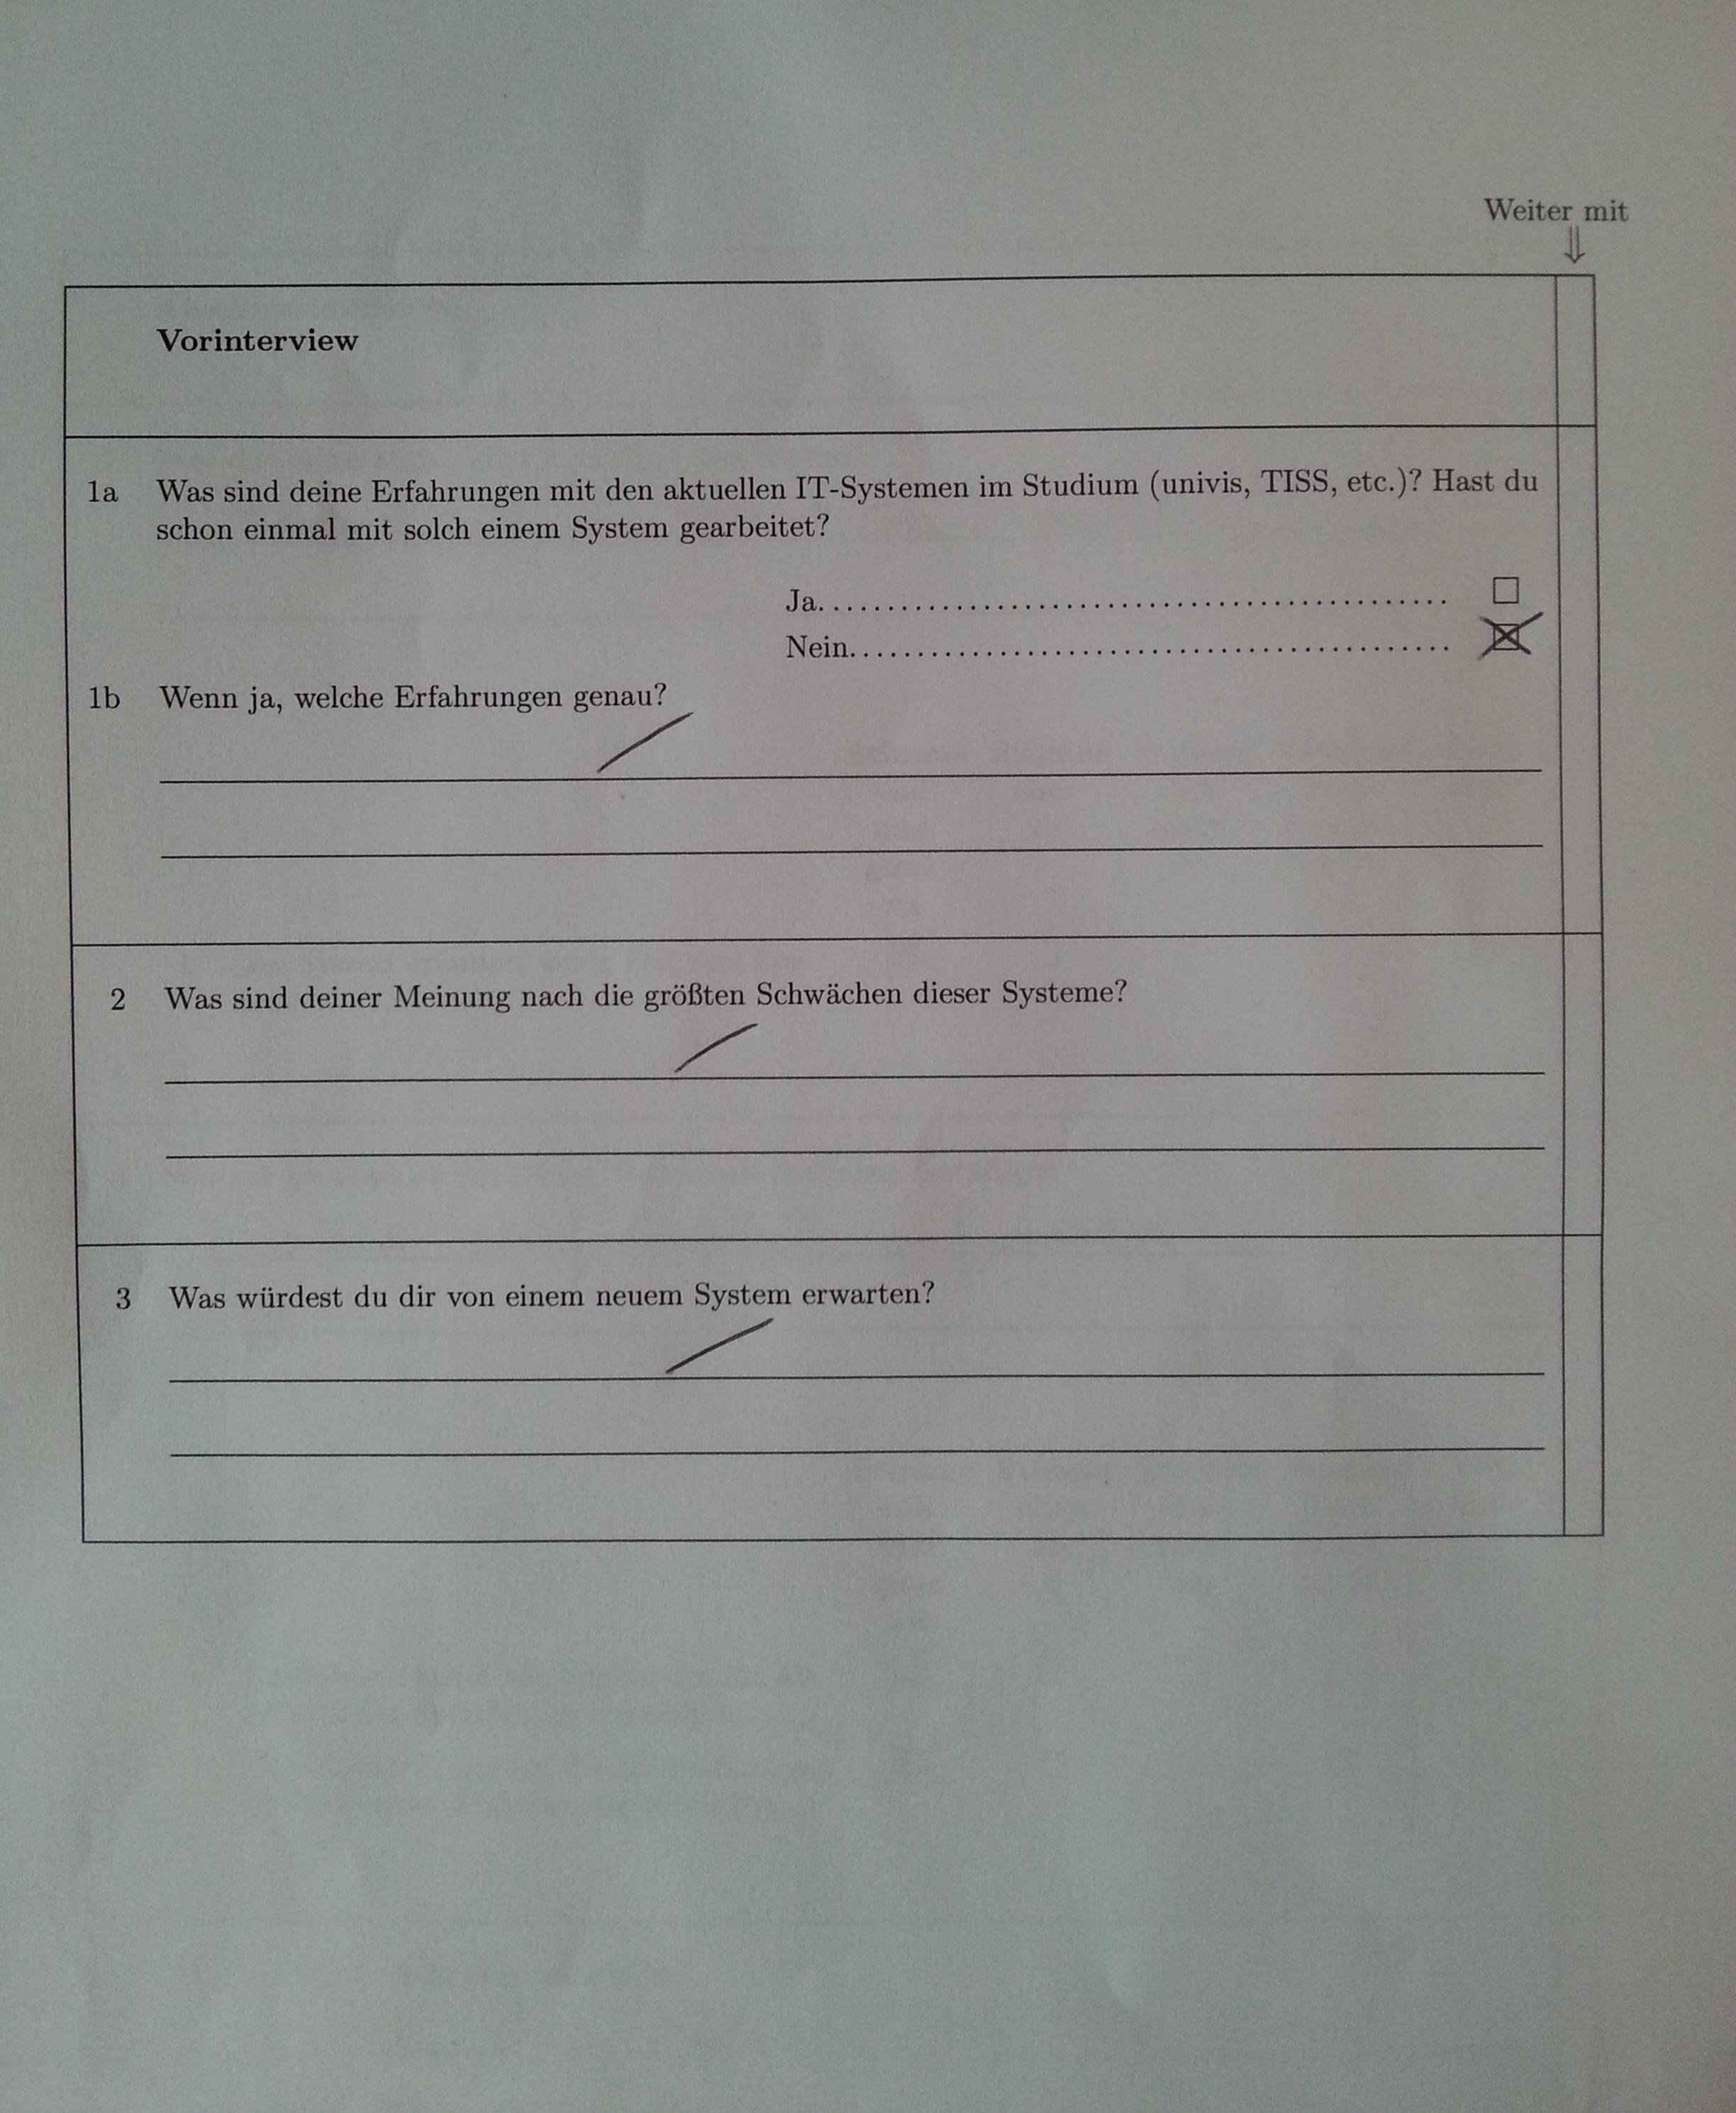 Weiter mit
⇓
Vorinterview
1a Was sind deine Erfahrungen mit den aktuellen IT-Systemen im Studium (univis, TISS, etc.)? Hast du
schon einmal mit solch einem System gearbeitet?
Ja............................................. ☐
Nein........................................... ☒
1b Wenn ja, welche Erfahrungen genau?
/
2 Was sind deiner Meinung nach die größten Schwächen dieser Systeme?
/
3 Was würdest du dir von einem neuem System erwarten?
/